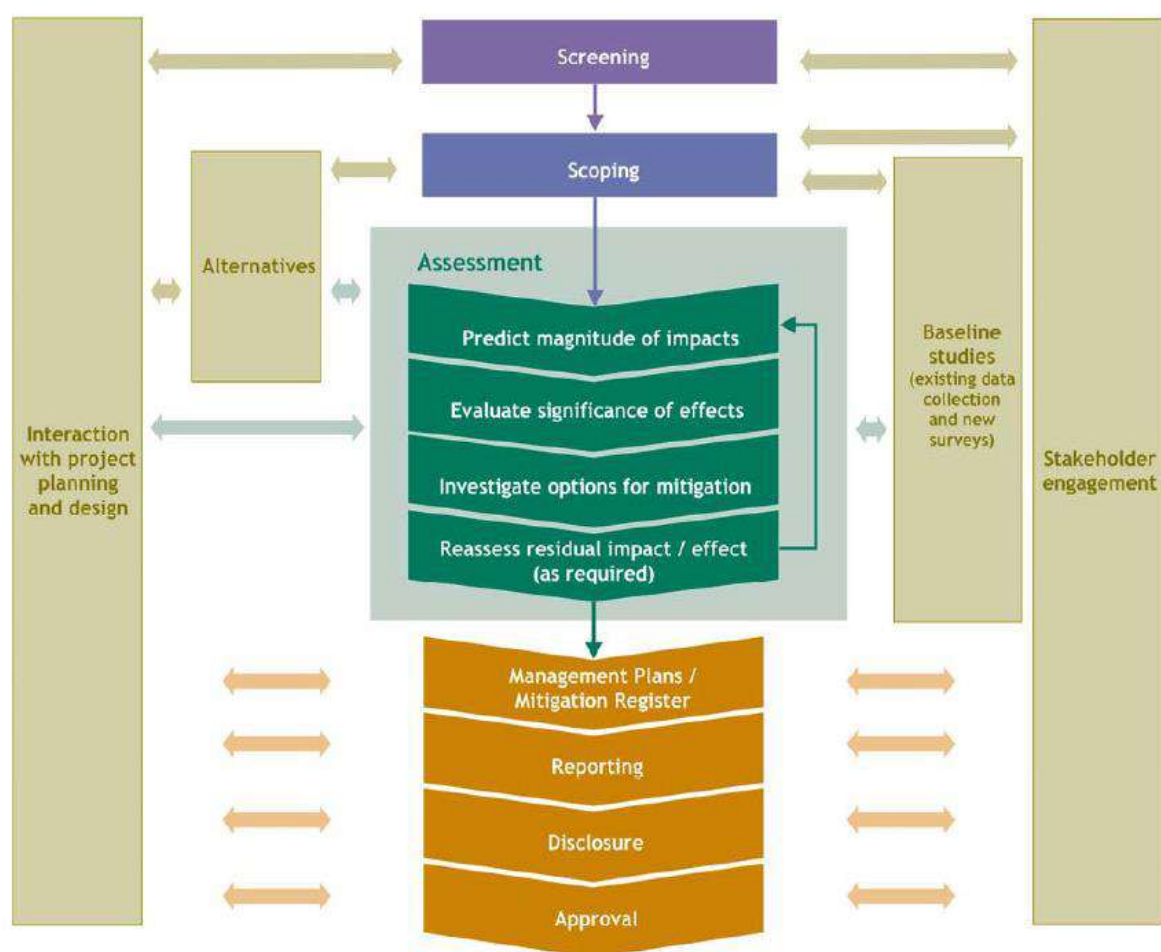 Screening
Scoping
Alternatives
Assessment
Predict magnitude of impacts
Evaluate significance of effects
Investigate options for mitigation
Reassess residual impact / effect
(as required)
Baseline
studies
(existing data
collection
and new
surveys)
Interaction
with project
planning
and design
Stakeholder
engagement
Management Plans /
Mitigation Register
Reporting
Disclosure
Approval